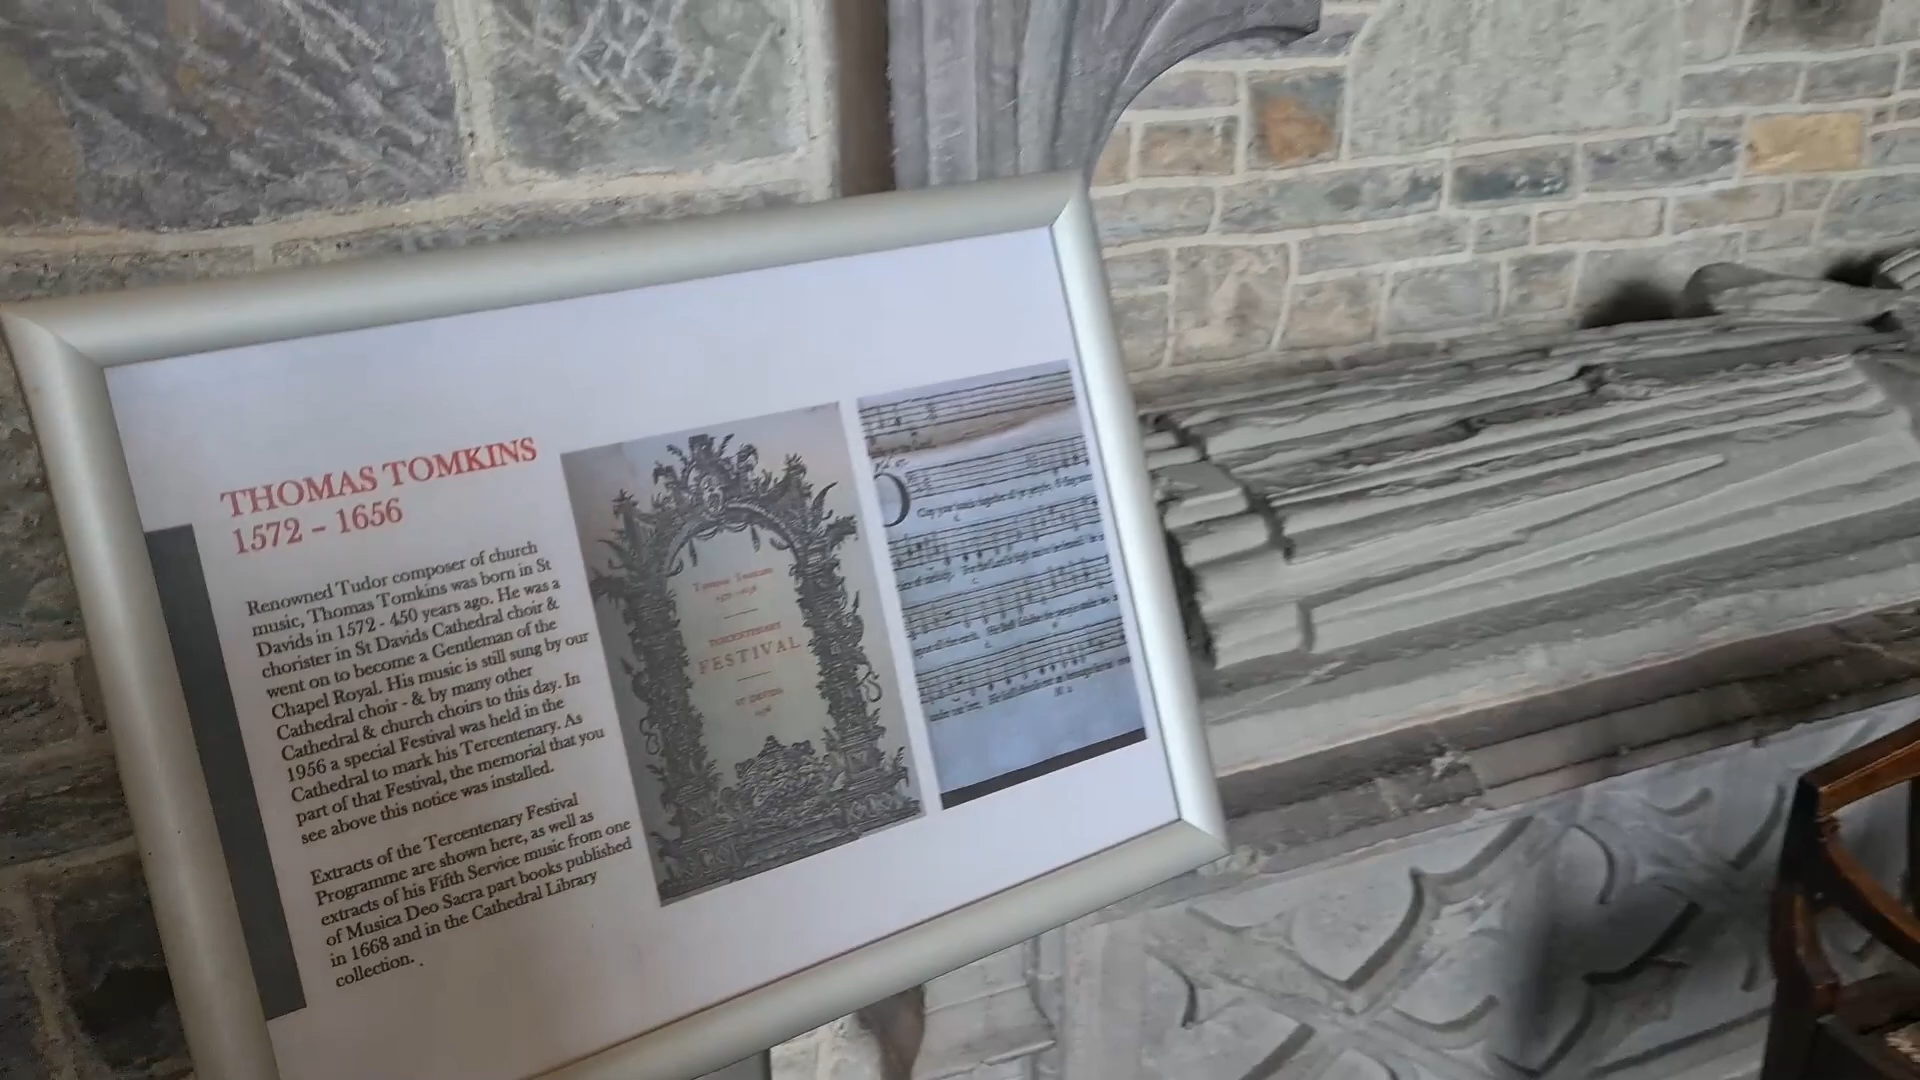 THOMAS TOMKINS
1572 – 1656
Renowned Tudor composer of church
music, Thomas Tomkins was born in St
Davids in 1572 - 450 years ago. He was a
chorister in St Davids Cathedral choir &
went on to become a Gentleman of the
Chapel Royal. His music is still sung by our
Cathedral choir - & by many other
Cathedral & church choirs to this day. In
1956 a special Festival was held in the
Cathedral to mark his Tercentenary. As
part of that Festival, the memorial that you
see above this notice was installed.
Extracts of the Tercentenary Festival
Programme are shown here, as well as
extracts of his Fifth Service music from one
of Musica Deo Sacra part books published
in 1668 and in the Cathedral Library
collection. .
TERCENTENARY
FESTIVAL
ST DAVIDS